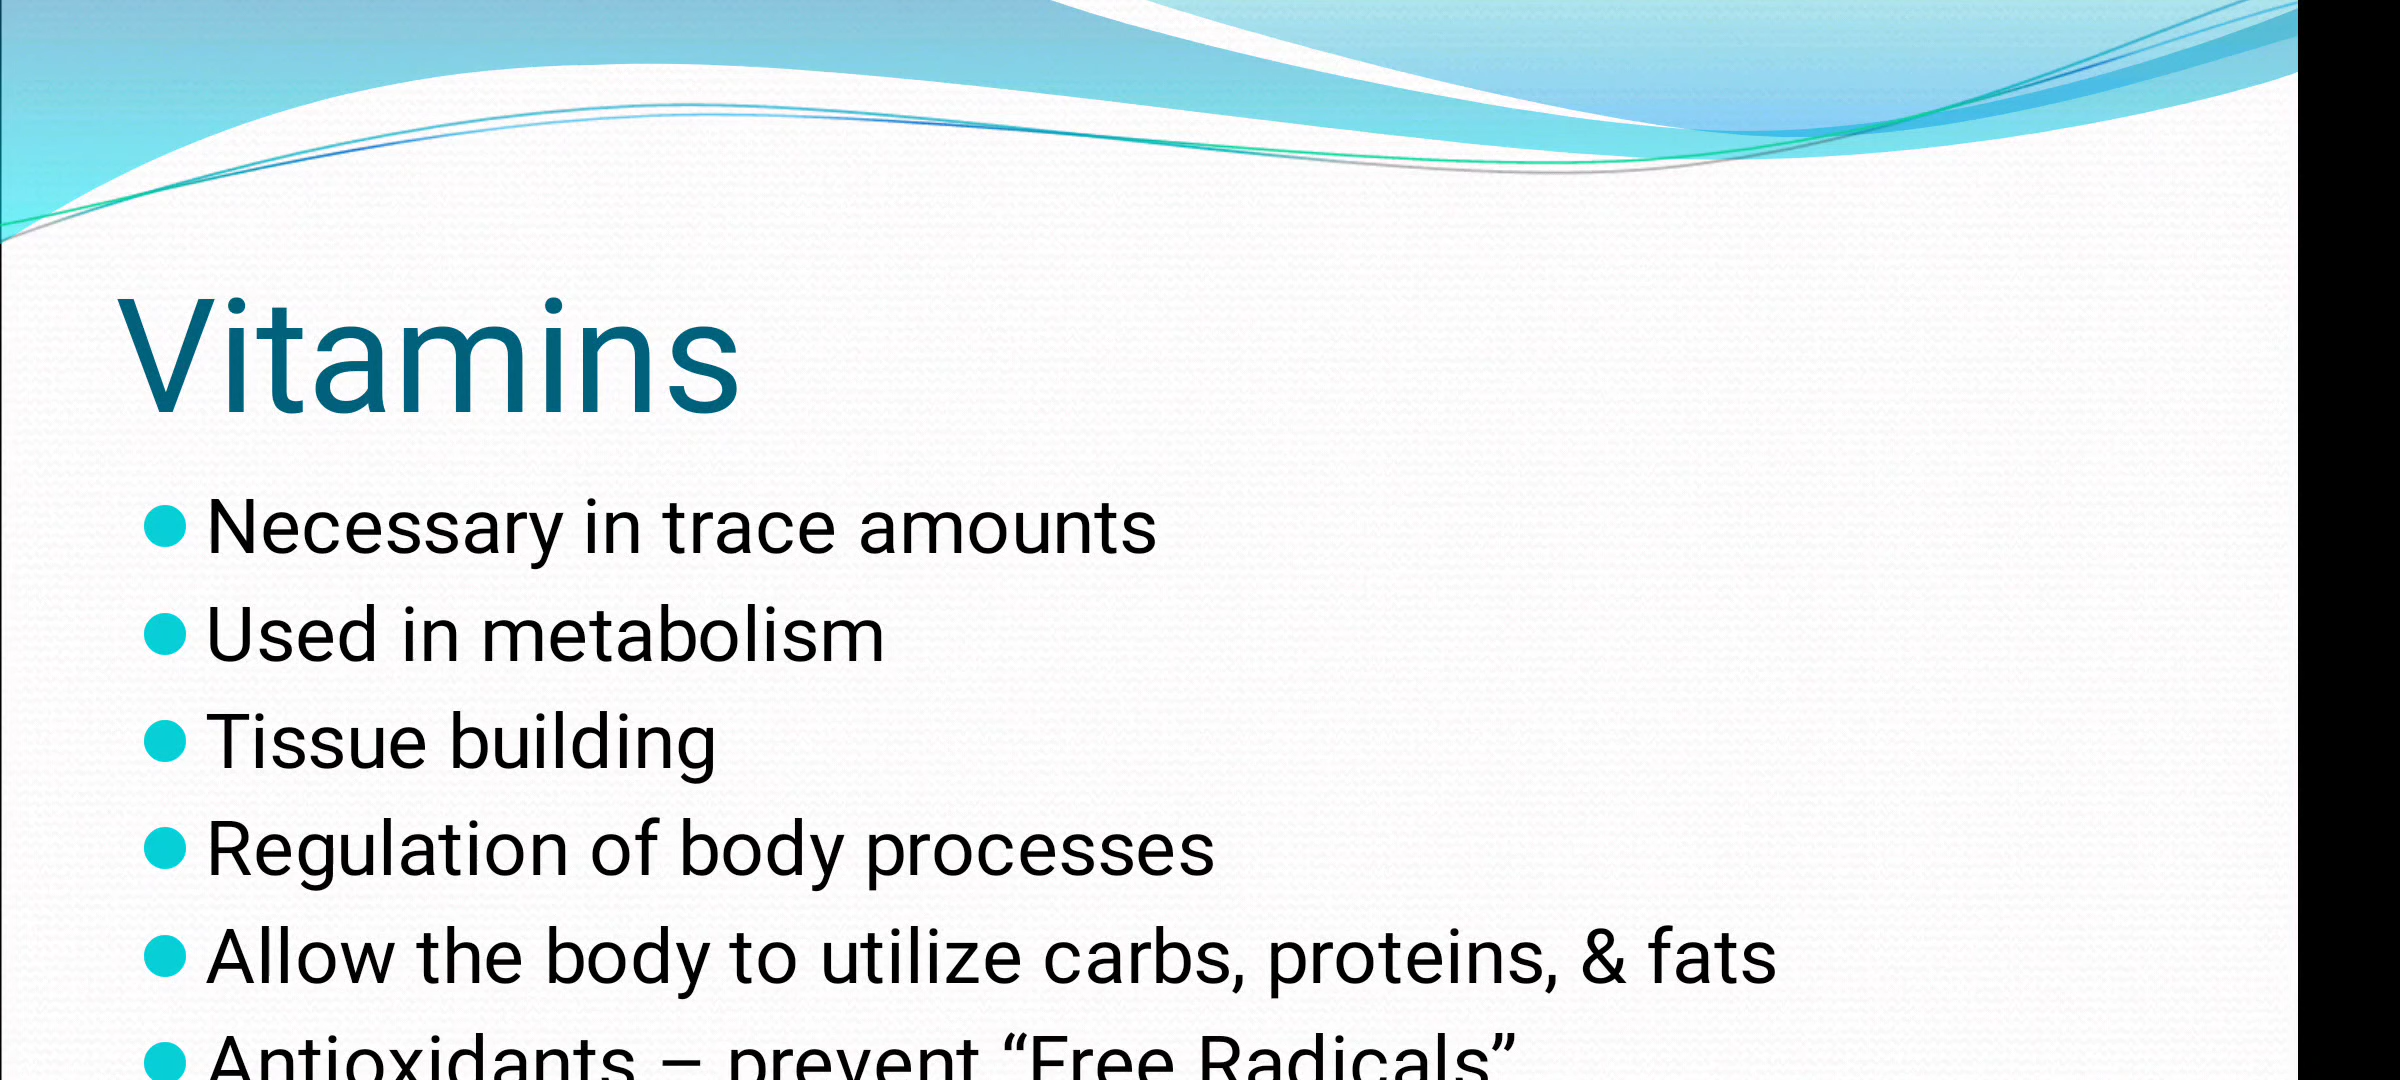 Vitamins
Necessary in trace amounts
Used in metabolism
Tissue building
Regulation of body processes
Allow the body to utilize carbs, proteins, & fats
Antioxidants – prevent “Free Radicals”